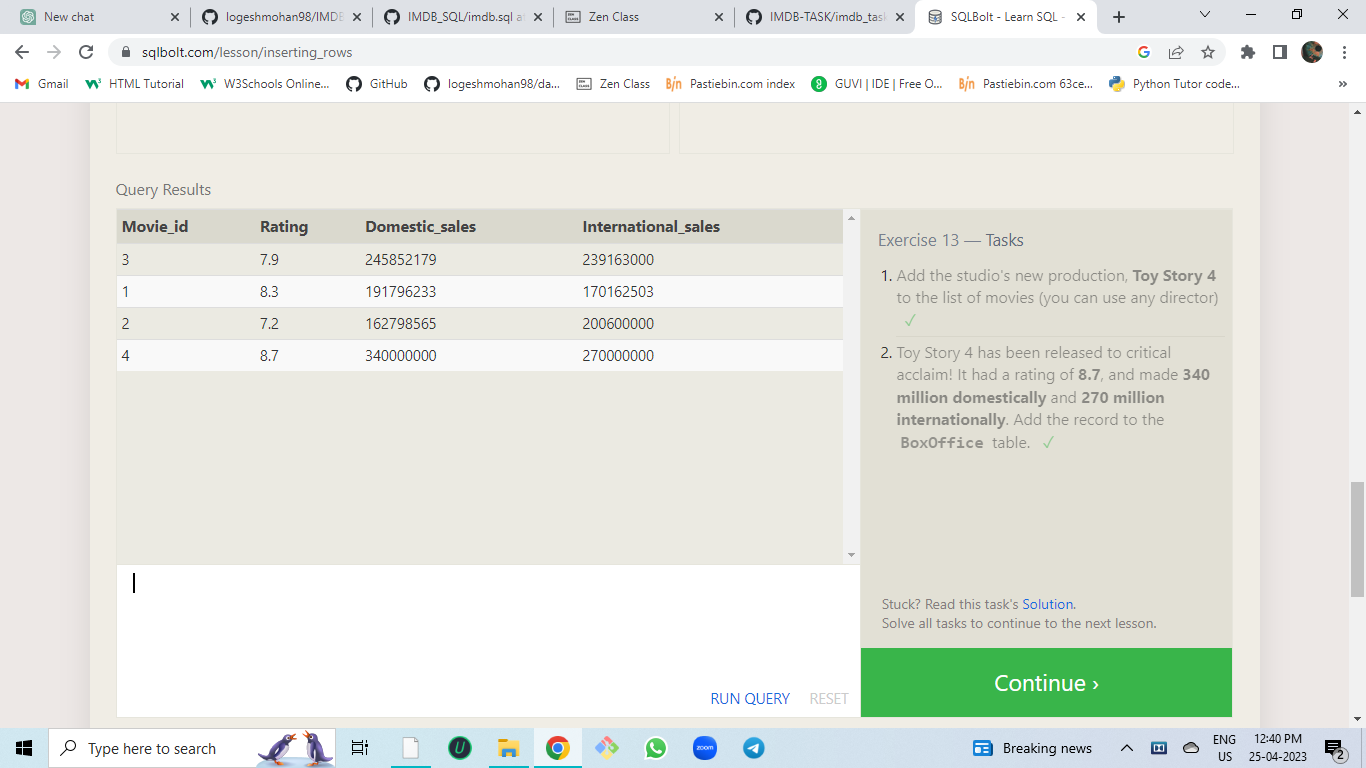 New chat
logeshmohan98/IMDB
IMDB_SQL/imdb.sql at
Zen Class
IMDB-TASK/imdb_task
SQLBolt - Learn SQL -
sqlbolt.com/lesson/inserting_rows
Gmail
HTML Tutorial
W3Schools Online...
GitHub
logeshmohan98/da...
Zen Class
Pastiebin.com index
GUVI | IDE | Free O...
Pastiebin.com 63ce...
Python Tutor code...
»
Query Results
Movie_id Rating Domestic_sales International_sales
3 7.9 245852179 239163000
1 8.3 191796233 170162503
2 7.2 162798565 200600000
4 8.7 340000000 270000000
Exercise 13 — Tasks
1. Add the studio's new production, Toy Story 4
to the list of movies (you can use any director)
✓
2. Toy Story 4 has been released to critical
acclaim! It had a rating of 8.7, and made 340
million domestically and 270 million
internationally. Add the record to the
BoxOffice table. ✓
Stuck? Read this task's Solution.
Solve all tasks to continue to the next lesson.
RUN QUERY RESET
Continue ›
Type here to search
zoom
Breaking news
ENG
US
12:40 PM
25-04-2023
2